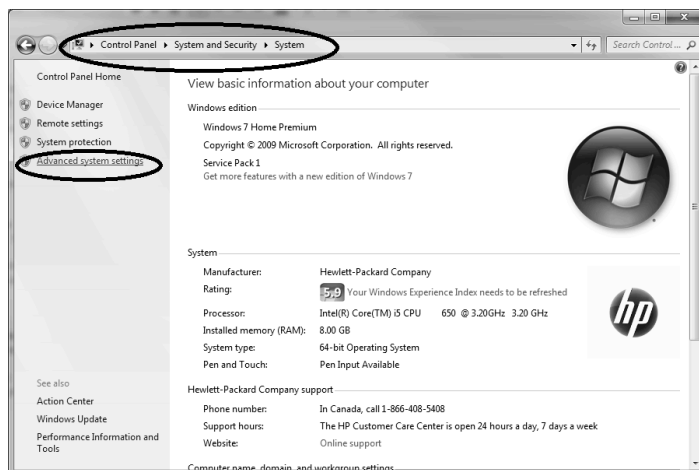 Control Panel ▸ System and Security ▸ System
Search Control ...
Control Panel Home
Device Manager
Remote settings
System protection
Advanced system settings
See also
Action Center
Windows Update
Performance Information and
Tools
View basic information about your computer
Windows edition
Windows 7 Home Premium
Copyright © 2009 Microsoft Corporation. All rights reserved.
Service Pack 1
Get more features with a new edition of Windows 7
System
Manufacturer: Hewlett-Packard Company
Rating: 5,9 Your Windows Experience Index needs to be refreshed
Processor: Intel(R) Core(TM) i5 CPU 650 @ 3.20GHz 3.20 GHz
Installed memory (RAM): 8.00 GB
System type: 64-bit Operating System
Pen and Touch: Pen Input Available
hp
Hewlett-Packard Company support
Phone number: In Canada, call 1-866-408-5408
Support hours: The HP Customer Care Center is open 24 hours a day, 7 days a week
Website: Online support
Computer name, domain, and workgroup settings